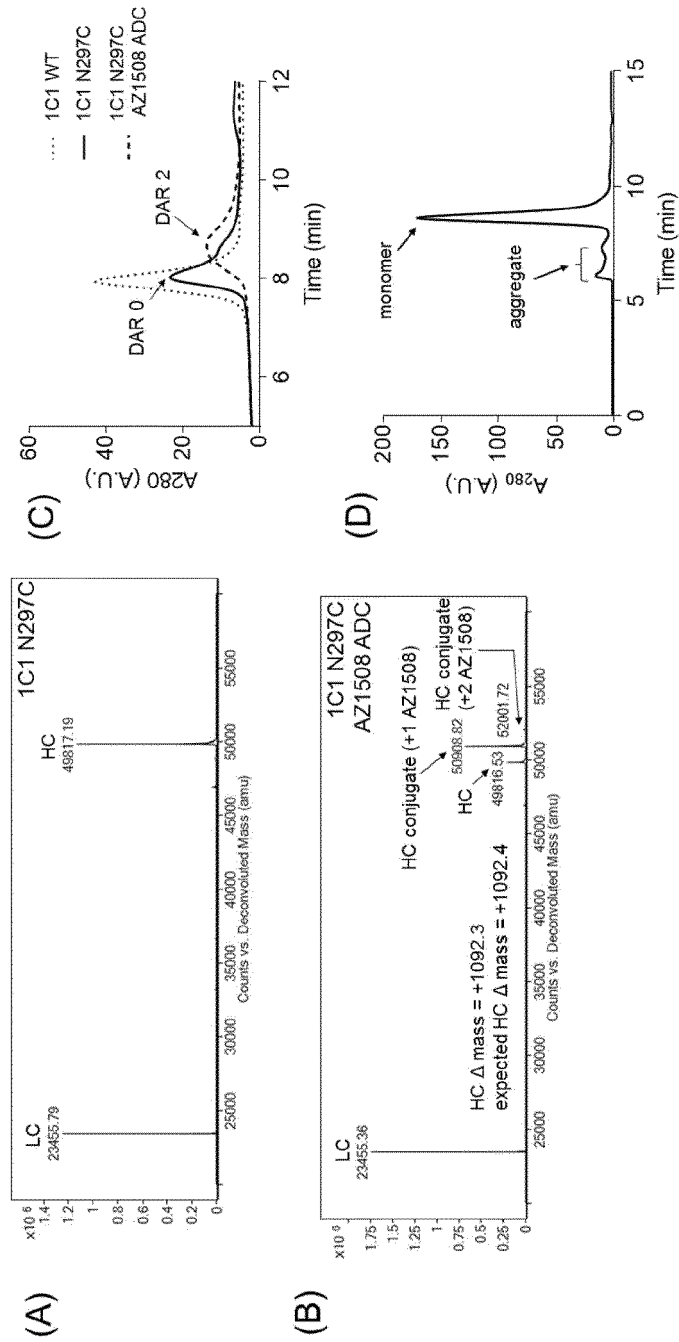 (A)
1C1 N297C
x10 6
1.4
1.2
1
0.8
0.6
0.4
0.2
0
LC
23455.79
HC
49817.19
25000 30000 35000 40000 45000 50000 55000
Counts vs. Deconvoluted Mass (amu)
(B)
1C1 N297C
AZ1508 ADC
x10 6
1.75
1.5
1.25
1
0.75
0.5
0.25
0
LC
23455.36
HC Δ mass = +1092.3
expected HC Δ mass = +1092.4
HC conjugate (+1 AZ1508)
50908.82
HC
49816.53
HC conjugate
(+2 AZ1508)
52001.72
25000 30000 35000 40000 45000 50000 55000
Counts vs. Deconvoluted Mass (amu)
(C)
A280 (A.U.)
60
40
20
0
DAR 0
DAR 2
1C1 WT
1C1 N297C
1C1 N297C
AZ1508 ADC
6 8 10 12
Time (min)
(D)
A280 (A.U.)
200
150
100
50
0
monomer
aggregate
0 5 10 15
Time (min)